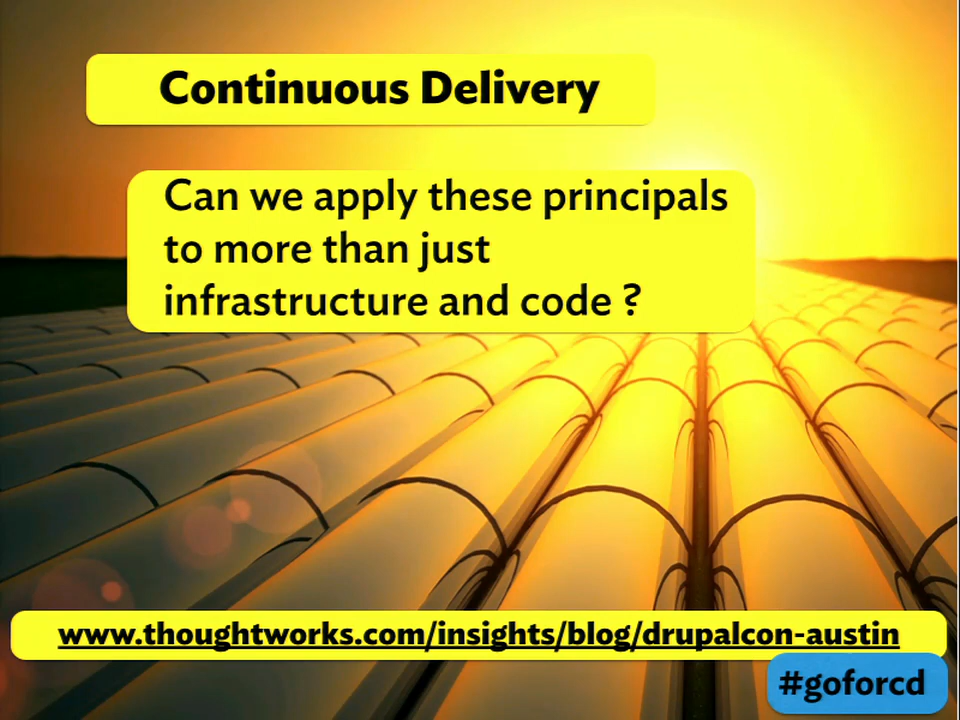 Continuous Delivery
Can we apply these principals
to more than just
infrastructure and code ?
www.thoughtworks.com/insights/blog/drupalcon-austin
#goforcd